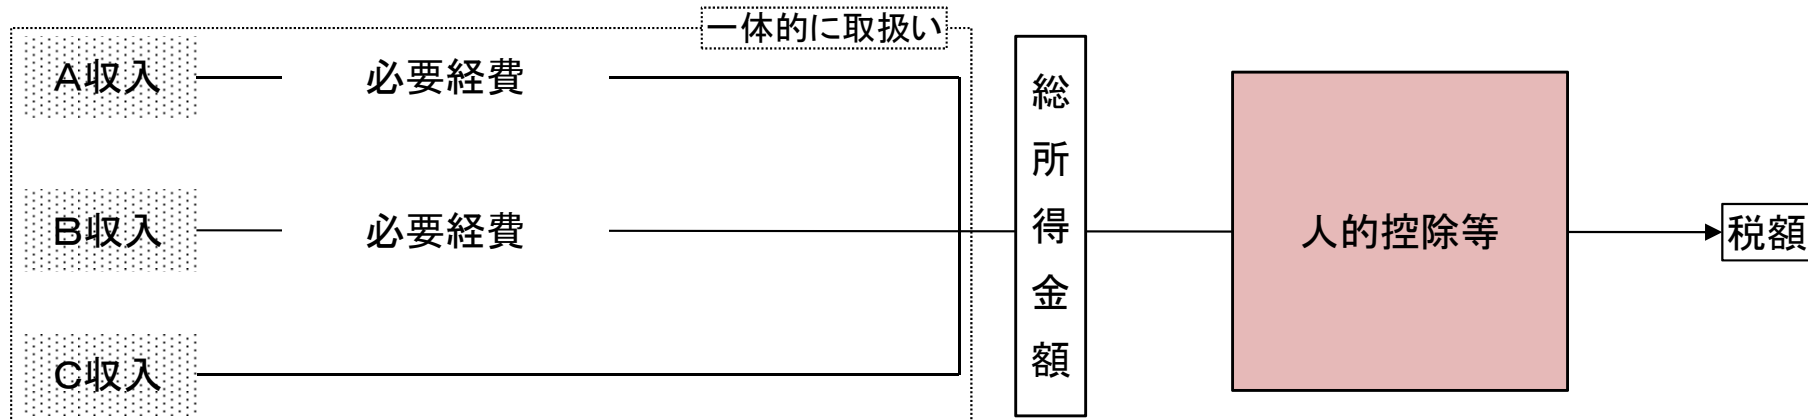 一体的に取扱い
A収入
必要経費
B収入
必要経費
C収入
総所得金額
人的控除等
税額